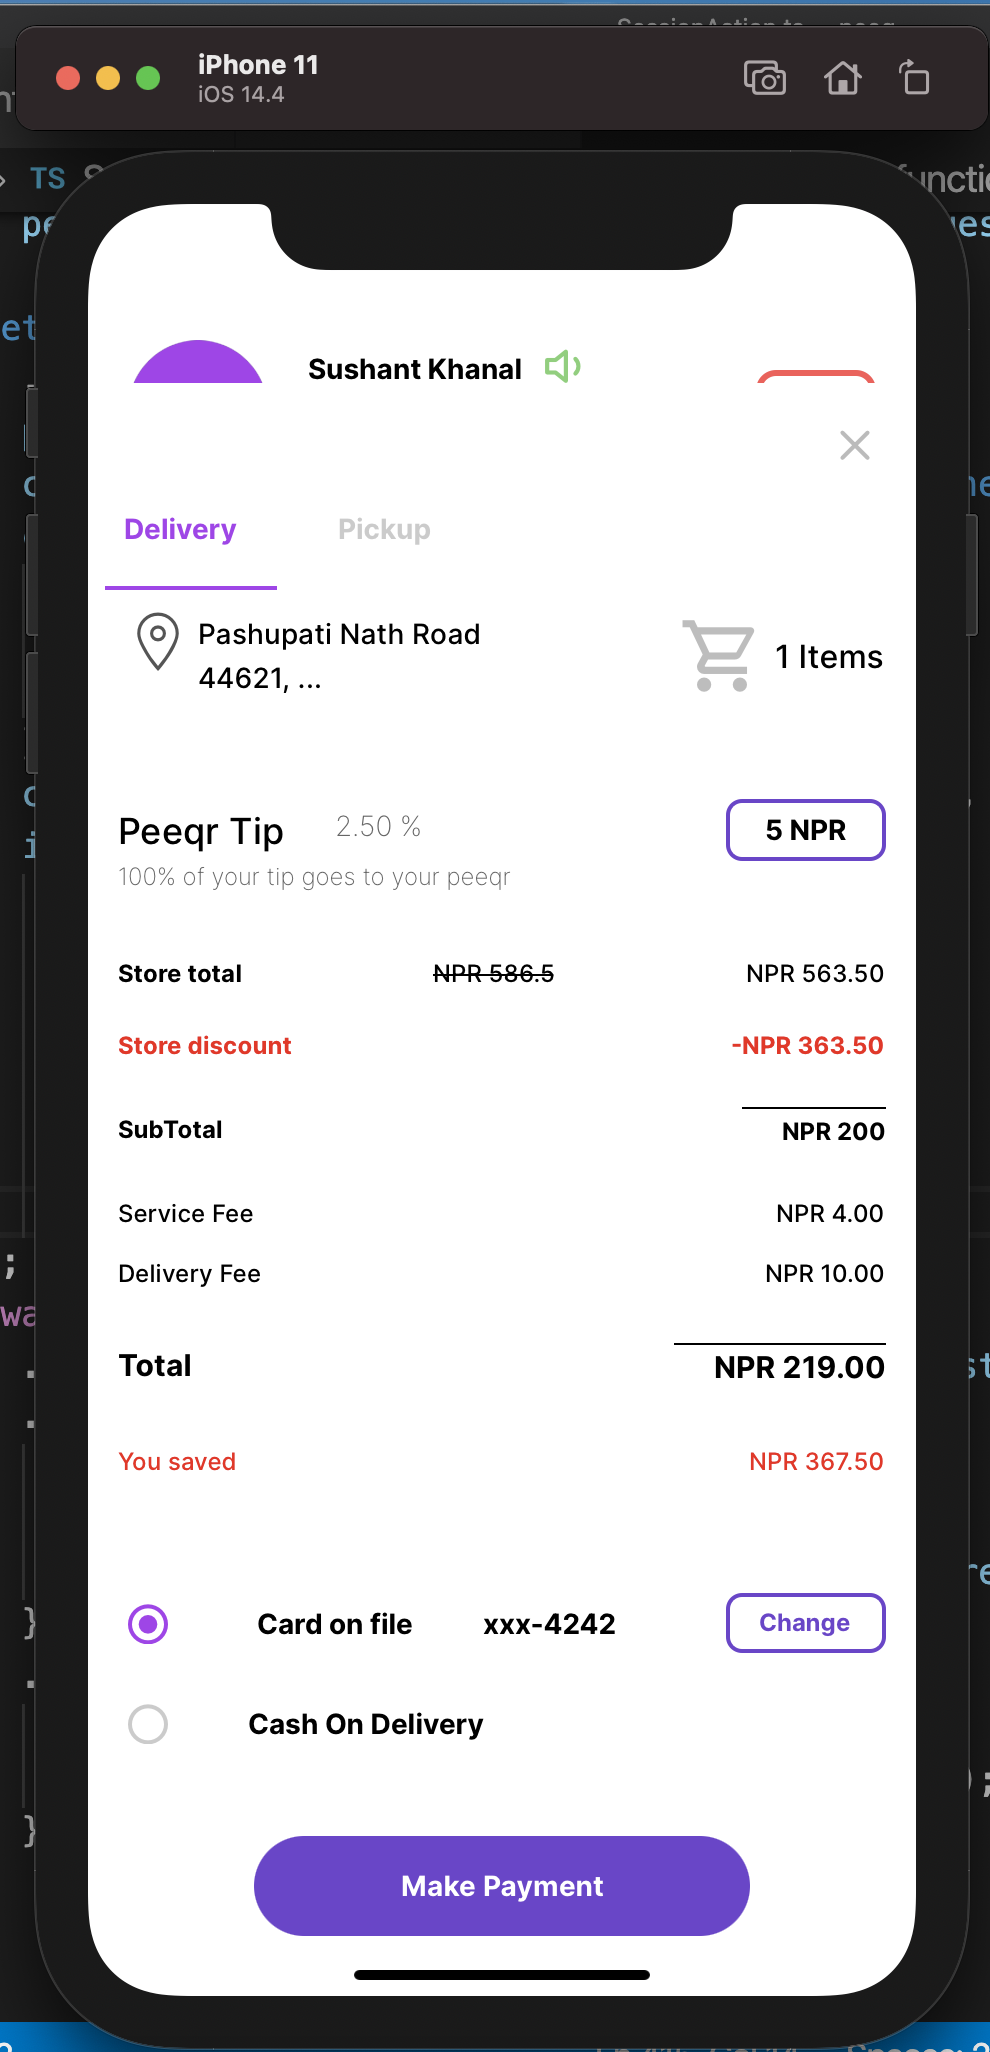 iPhone 11
iOS 14.4
TS
Sushant Khanal
Delivery
Pickup
Pashupati Nath Road
44621, ...
1 Items
Peeqr Tip
2.50 %
5 NPR
100% of your tip goes to your peeqr
Store total NPR 586.5 NPR 563.50
Store discount -NPR 363.50
SubTotal NPR 200
Service Fee NPR 4.00
Delivery Fee NPR 10.00
Total NPR 219.00
You saved NPR 367.50
Card on file xxx-4242 Change
Cash On Delivery
Make Payment